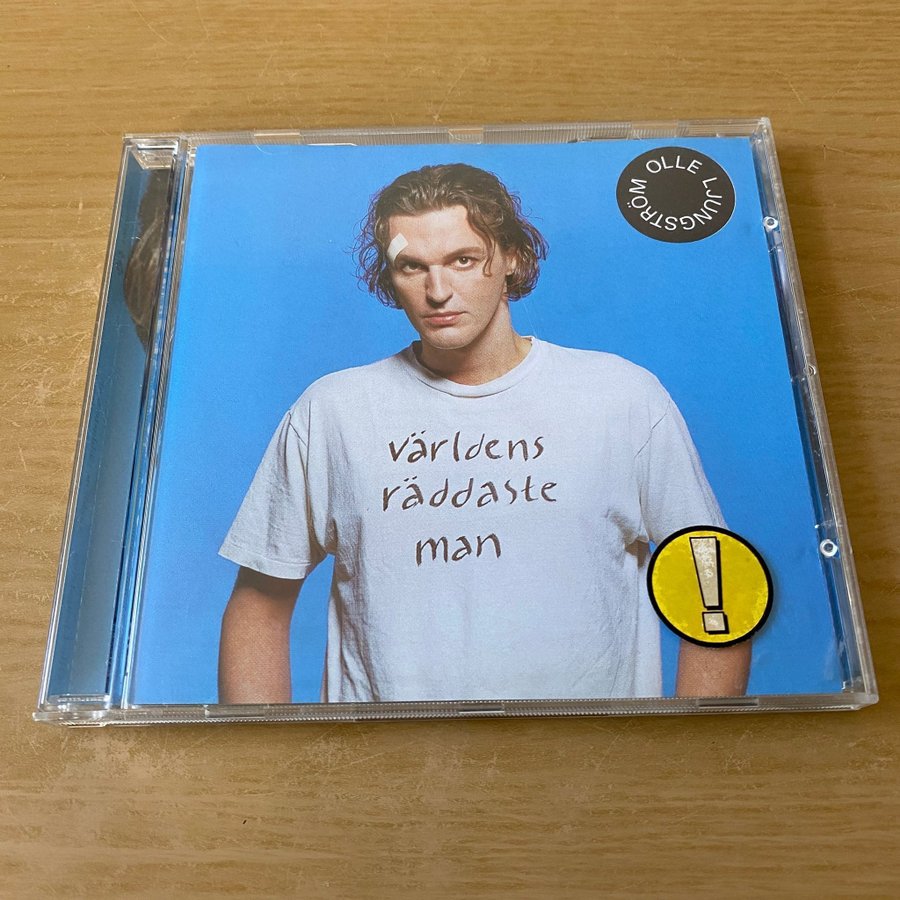 OLLE LJUNGSTRÖM
världens
räddaste
man
!